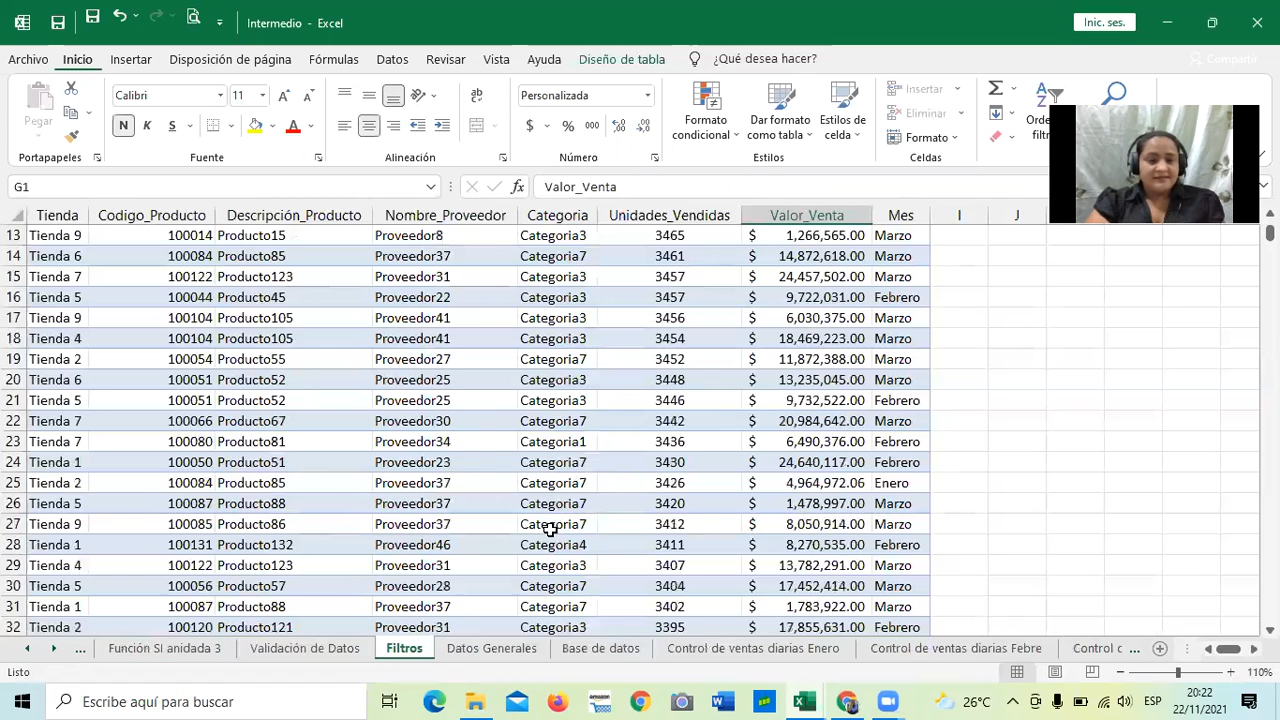 Intermedio - Excel
Inic. ses.
Archivo Inicio Insertar Disposición de página Fórmulas Datos Revisar Vista Ayuda Diseño de tabla ¿Qué desea hacer? Compartir
Pegar
Calibri 11
Personalizada
N K S
$ % 000
Formato condicional
Dar formato como tabla
Estilos de celda
Insertar
Eliminar
Formato
Portapapeles Fuente Alineación Número Estilos Celdas
G1 fx Valor_Venta
Tienda Codigo_Producto Descripción_Producto Nombre_Proveedor Categoria Unidades_Vendidas Valor_Venta Mes I J
13 Tienda 9 100014 Producto15 Proveedor8 Categoria3 3465 $ 1,266,565.00 Marzo
14 Tienda 6 100084 Producto85 Proveedor37 Categoria7 3461 $ 14,872,618.00 Marzo
15 Tienda 7 100122 Producto123 Proveedor31 Categoria3 3457 $ 24,457,502.00 Marzo
16 Tienda 5 100044 Producto45 Proveedor22 Categoria3 3457 $ 9,722,031.00 Febrero
17 Tienda 9 100104 Producto105 Proveedor41 Categoria3 3456 $ 6,030,375.00 Marzo
18 Tienda 4 100104 Producto105 Proveedor41 Categoria3 3454 $ 18,469,223.00 Marzo
19 Tienda 2 100054 Producto55 Proveedor27 Categoria7 3452 $ 11,872,388.00 Marzo
20 Tienda 6 100051 Producto52 Proveedor25 Categoria3 3448 $ 13,235,045.00 Marzo
21 Tienda 5 100051 Producto52 Proveedor25 Categoria3 3446 $ 9,732,522.00 Febrero
22 Tienda 7 100066 Producto67 Proveedor30 Categoria7 3442 $ 20,984,642.00 Marzo
23 Tienda 7 100080 Producto81 Proveedor34 Categoria1 3436 $ 6,490,376.00 Febrero
24 Tienda 1 100050 Producto51 Proveedor23 Categoria7 3430 $ 24,640,117.00 Febrero
25 Tienda 2 100084 Producto85 Proveedor37 Categoria7 3426 $ 4,964,972.06 Enero
26 Tienda 5 100087 Producto88 Proveedor37 Categoria7 3420 $ 1,478,997.00 Marzo
27 Tienda 9 100085 Producto86 Proveedor37 Categoria7 3412 $ 8,050,914.00 Marzo
28 Tienda 1 100131 Producto132 Proveedor46 Categoria4 3411 $ 8,270,535.00 Febrero
29 Tienda 4 100122 Producto123 Proveedor31 Categoria3 3407 $ 13,782,291.00 Marzo
30 Tienda 5 100056 Producto57 Proveedor28 Categoria7 3404 $ 17,452,414.00 Marzo
31 Tienda 1 100087 Producto88 Proveedor37 Categoria7 3402 $ 1,783,922.00 Marzo
32 Tienda 2 100120 Producto121 Proveedor31 Categoria3 3395 $ 17,855,631.00 Febrero
... Función SI anidada 3 Validación de Datos Filtros Datos Generales Base de datos Control de ventas diarias Enero Control de ventas diarias Febre Control c ...
Listo 110%
Escribe aquí para buscar 26°C ESP 20:22
22/11/2021